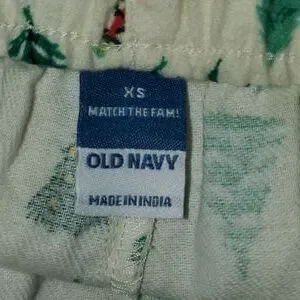 XS
MATCH THE FAM!
OLD NAVY
MADE IN INDIA